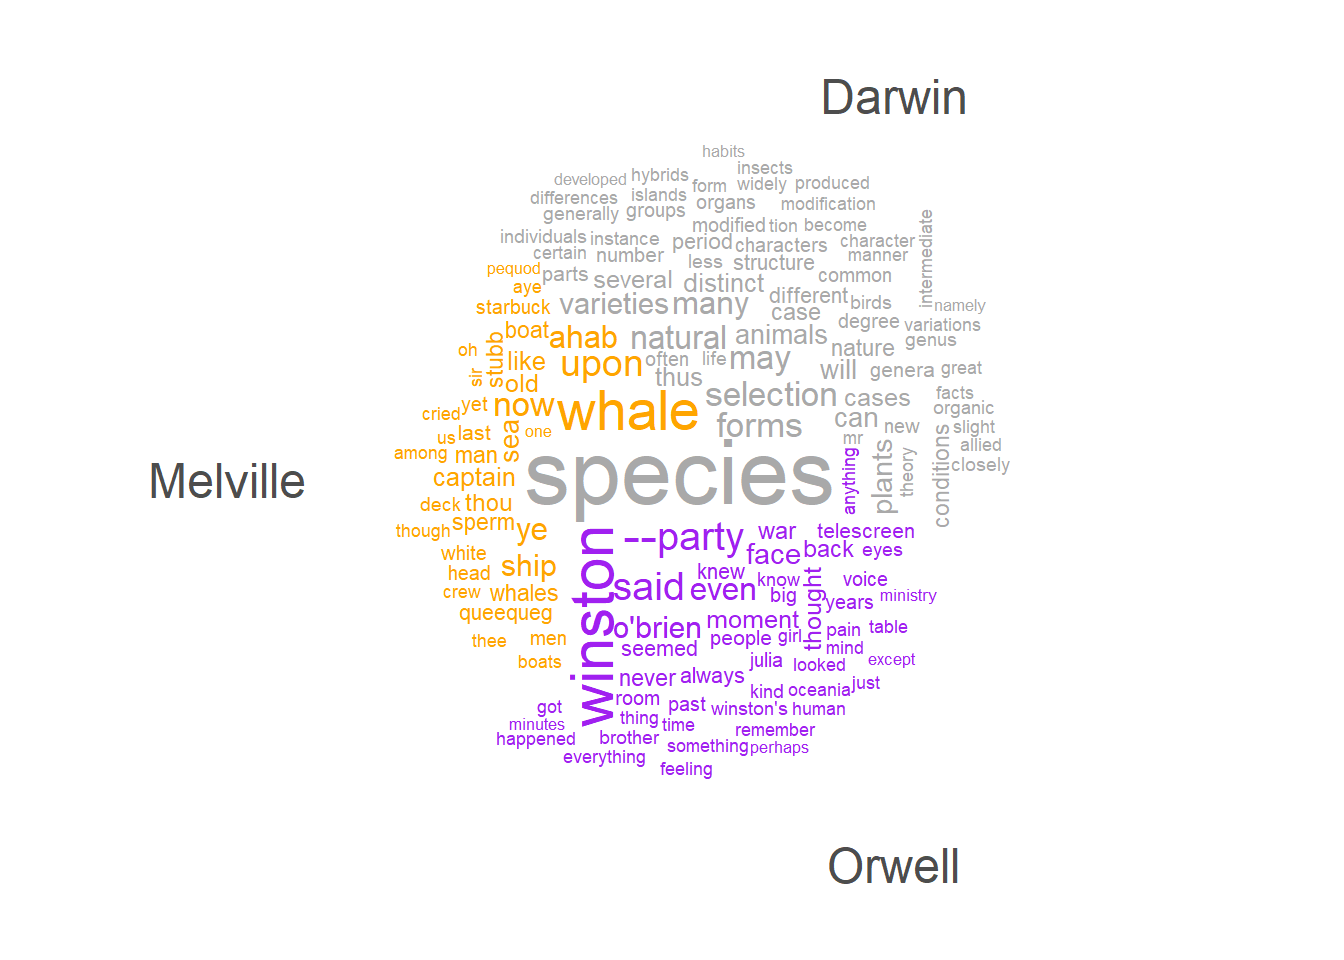 Darwin
habits
insects
developed hybrids form widely produced
differences islands organs modification
generally groups modified tion become
individuals instance period characters character
certain number less structure manner intermediate
pequod parts several distinct common
aye varieties many different birds namely
starbuck case degree variations
boat ahab natural animals nature genus
oh stubb like upon often life may will genera great
sir old thus selection cases facts
yet now whale organic
cried one forms can new slight
us last sea mr allied
among man species anything plants theory conditions closely
Melville
captain
deck thou
though sperm ye winston --party war telescreen
white face back eyes
head ship knew know thought voice
crew whales said even big years ministry
queequeg o'brien moment pain table
thee men seemed people girl mind
boats julia looked except
never always kind oceania just
got room past winston's human
minutes thing time remember
happened brother something perhaps
everything feeling
Orwell